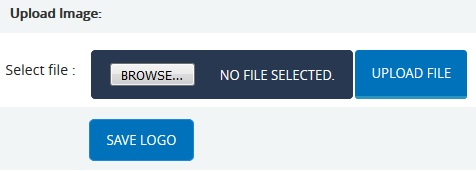 Upload Image:
Select file : BROWSE... NO FILE SELECTED. UPLOAD FILE
SAVE LOGO